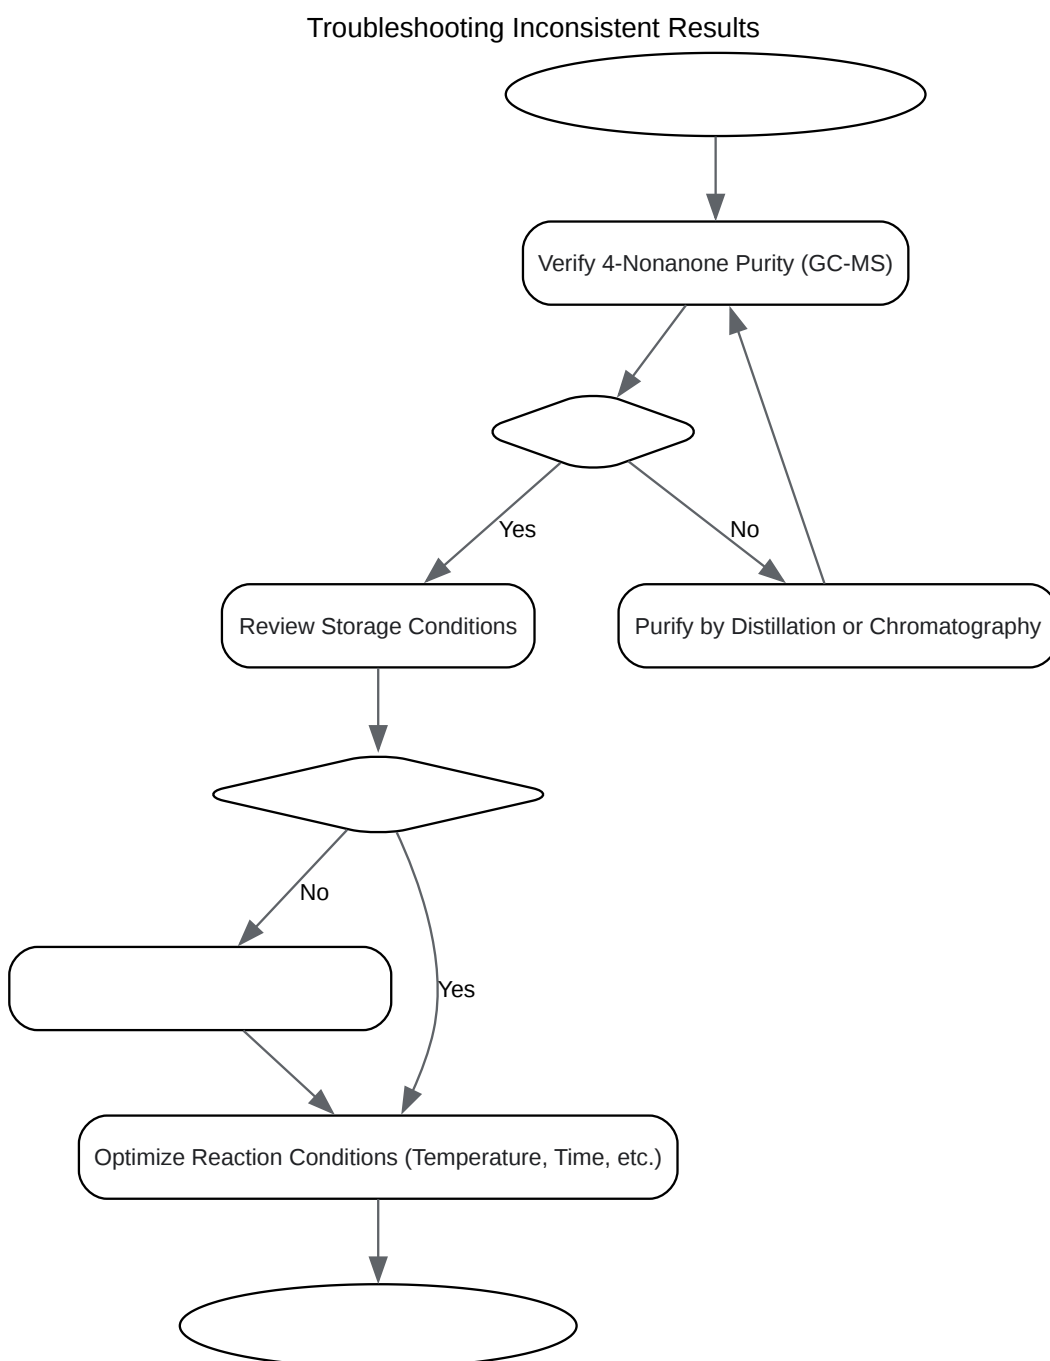 Troubleshooting Inconsistent Results
Verify 4-Nonanone Purity (GC-MS)
Yes
No
Review Storage Conditions
Purify by Distillation or Chromatography
No
Yes
Optimize Reaction Conditions (Temperature, Time, etc.)